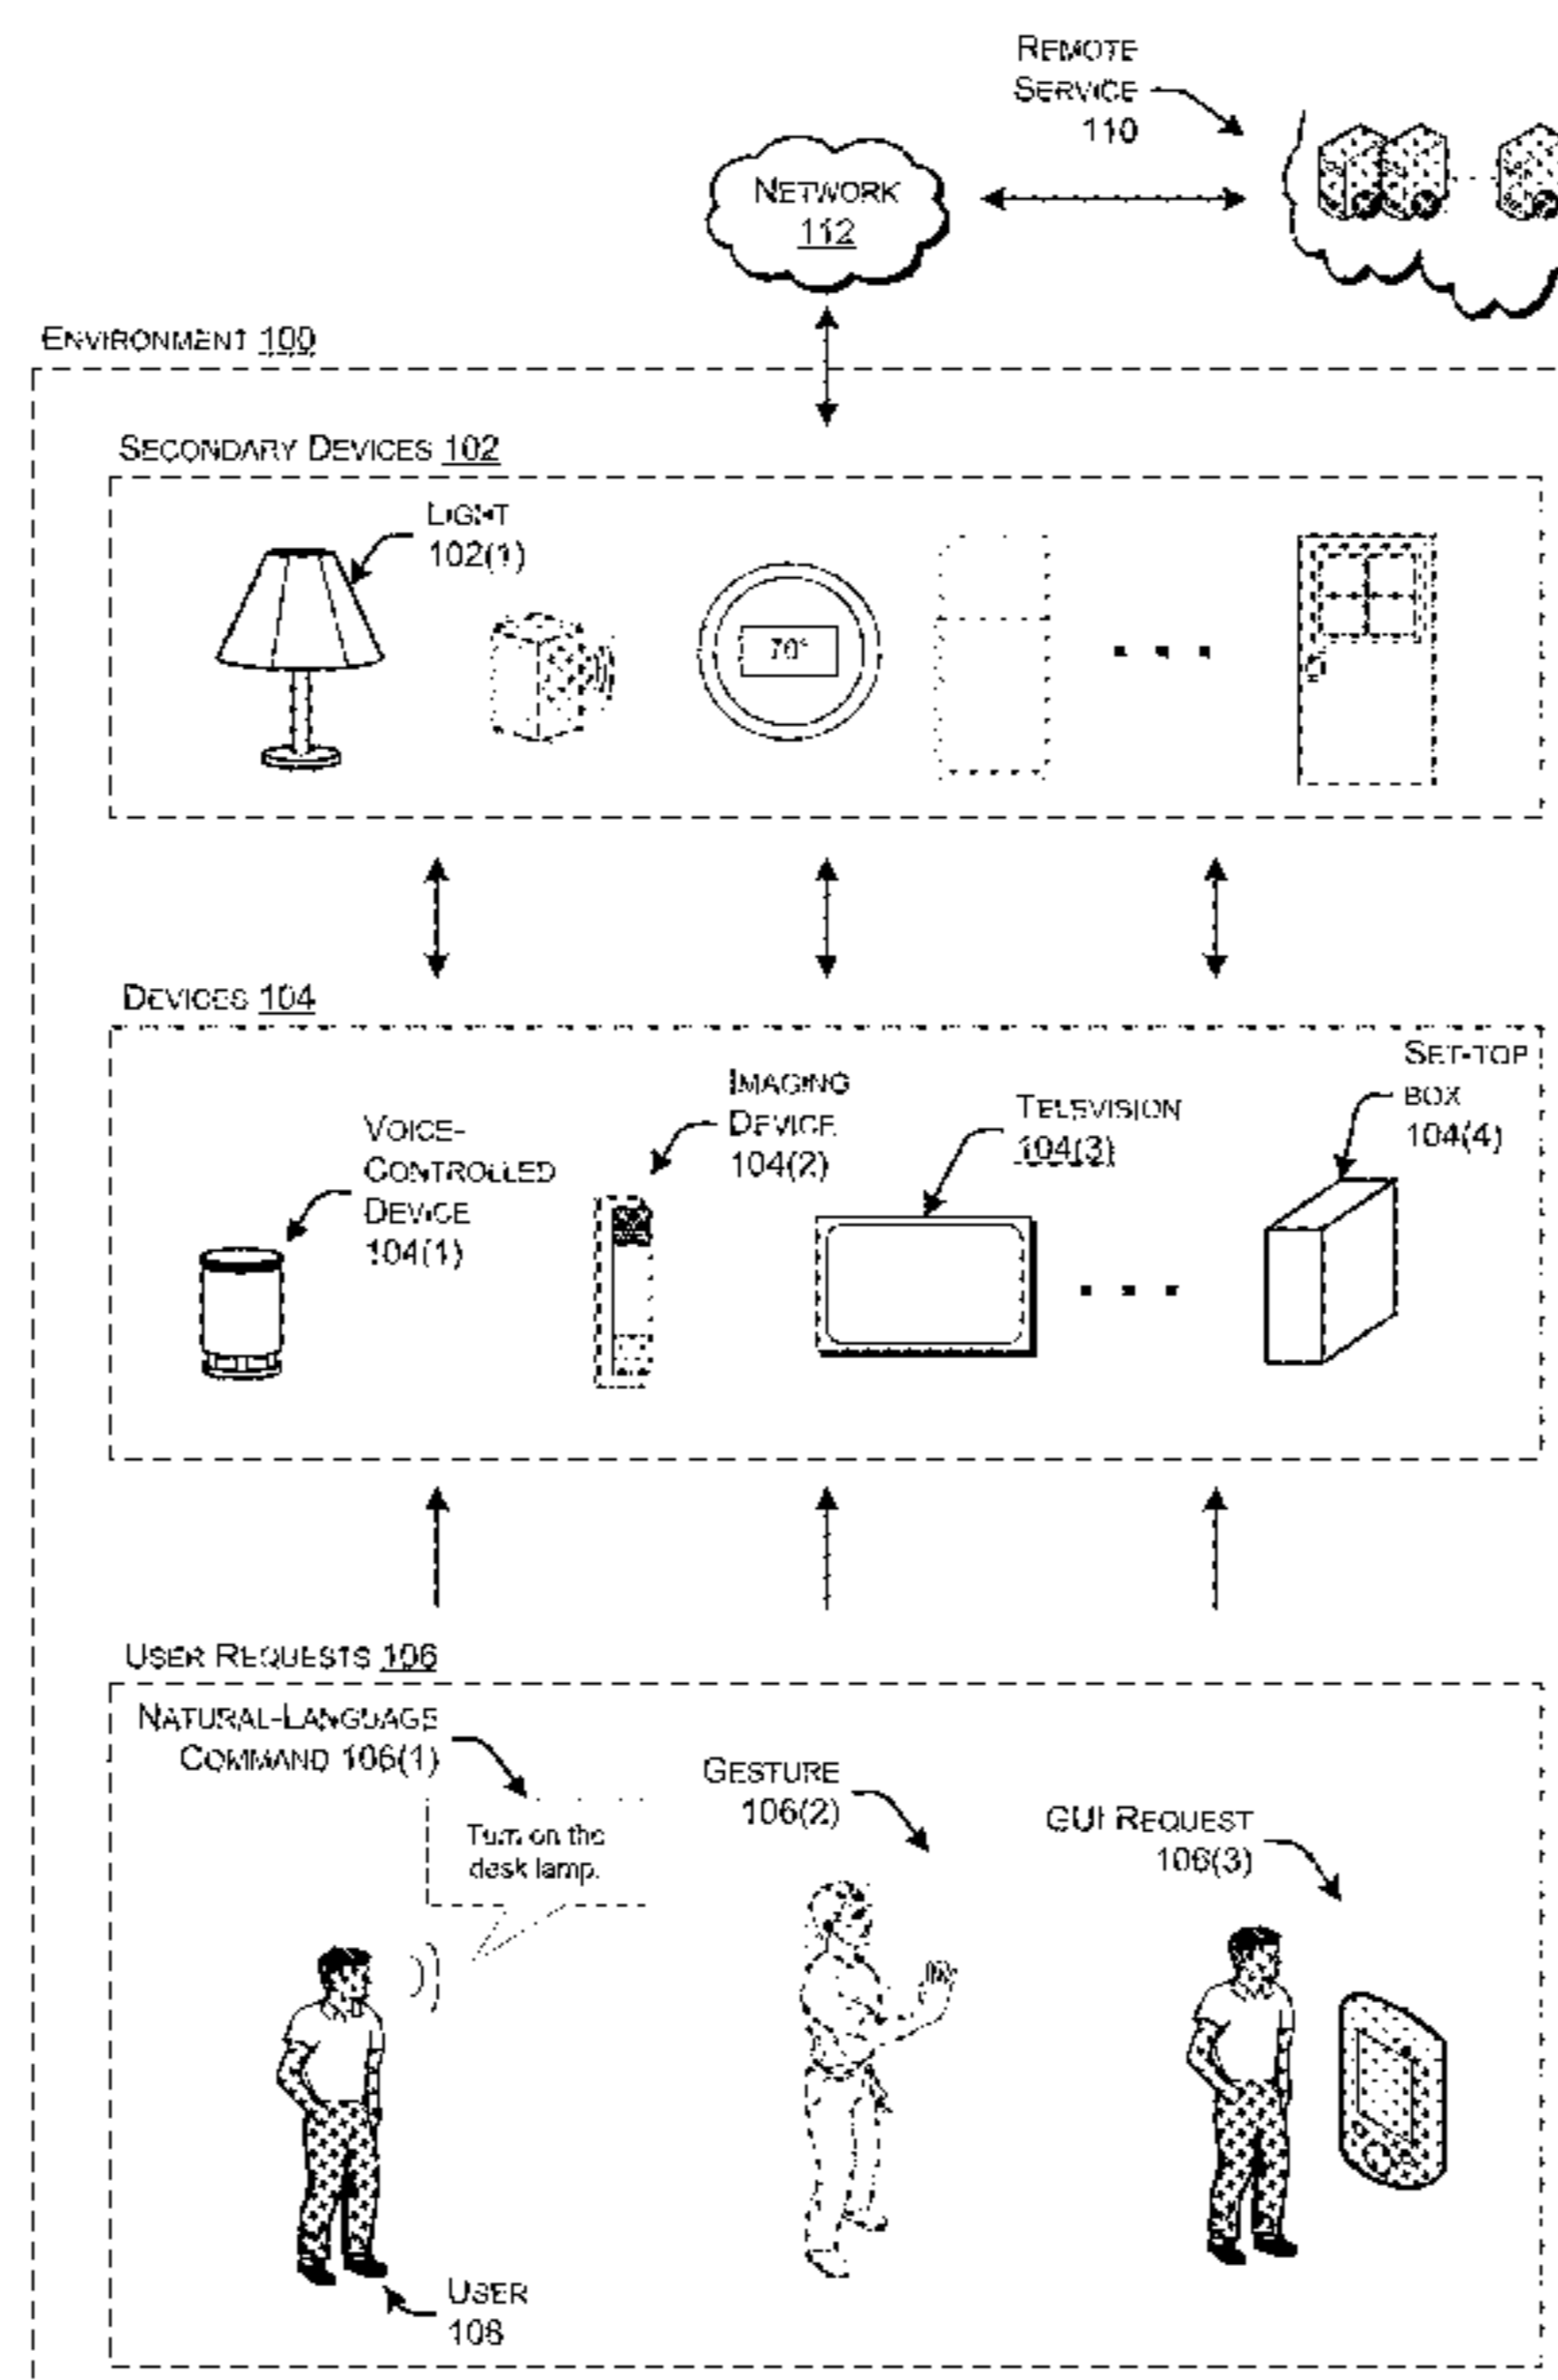 REMOTE
SERVICE
110
NETWORK
112
ENVIRONMENT 100
SECONDARY DEVICES 102
LIGHT
102(1)
70°
DEVICES 104
VOICE-
CONTROLLED
DEVICE
104(1)
IMAGING
DEVICE
104(2)
TELEVISION
104(3)
SET-TOP
BOX
104(4)
USER REQUESTS 106
NATURAL-LANGUAGE
COMMAND 106(1)
Turn on the
desk lamp.
GESTURE
106(2)
GUI REQUEST
106(3)
USER
108